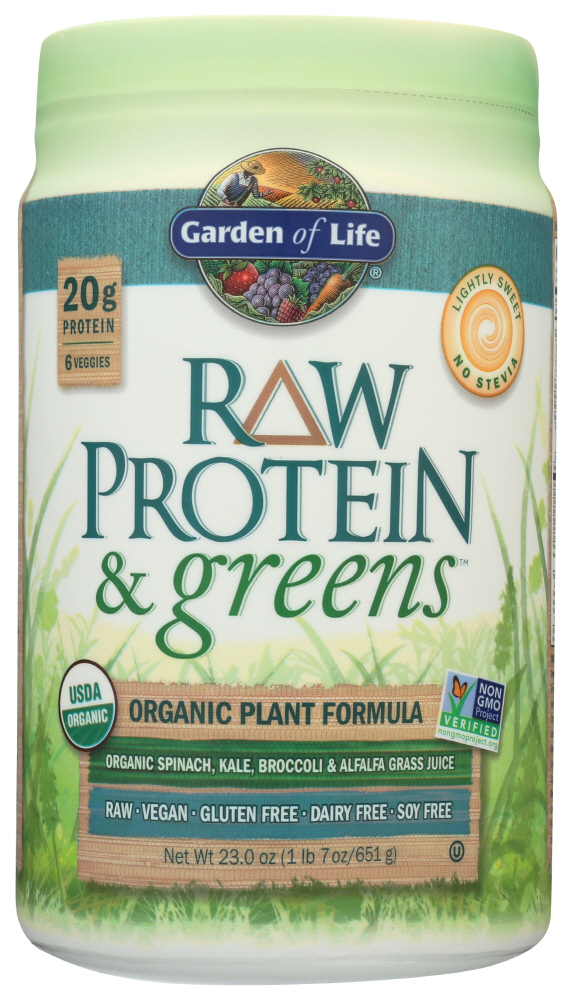 Garden of Life
®
20g
PROTEIN
6 VEGGIES
LIGHTLY SWEET
NO STEVIA
RAW
PROTEIN
& greens™
USDA
ORGANIC
ORGANIC PLANT FORMULA
NON
GMO
Project
VERIFIED
nongmoproject.org
ORGANIC SPINACH, KALE, BROCCOLI & ALFALFA GRASS JUICE
RAW · VEGAN · GLUTEN FREE · DAIRY FREE · SOY FREE
Net Wt 23.0 oz (1 lb 7 oz/651 g)
U